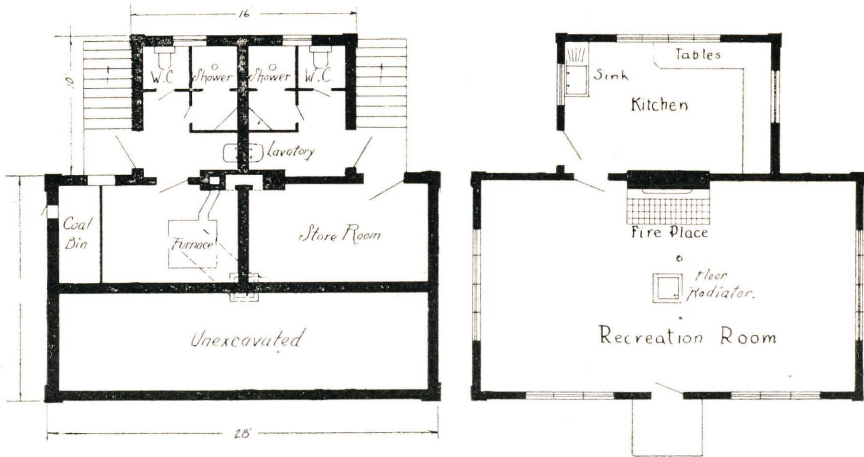 16'
10'
W.C
Shower
Shower
W.C
Lavatory
Coal
Bin
Furnace
Store Room
Unexcavated
28'
Tables
Sink
Kitchen
Fire Place
Floor
Radiator.
Recreation Room